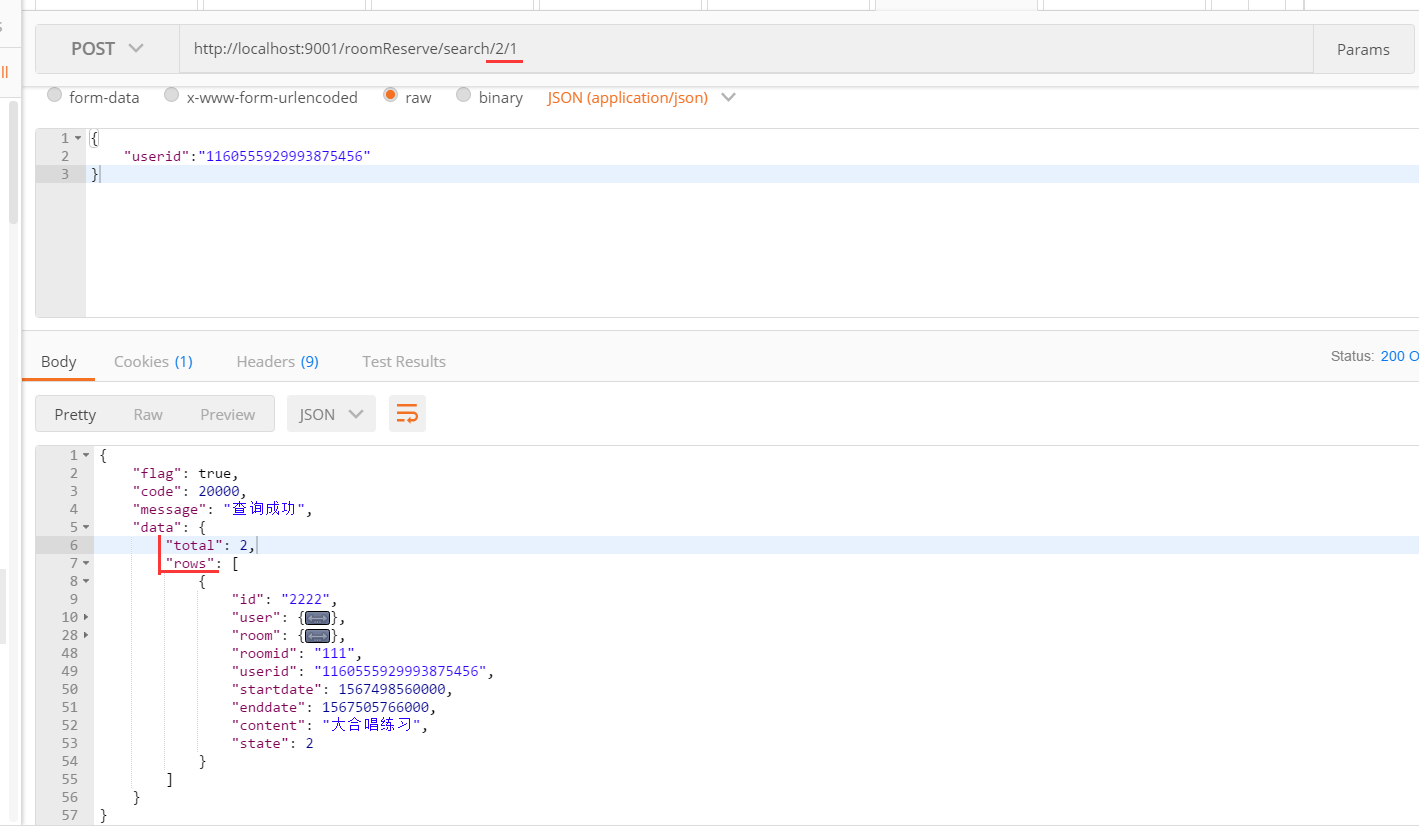 POST http://localhost:9001/roomReserve/search/2/1 Params
form-data x-www-form-urlencoded raw binary JSON (application/json)
1 {
2 "userid":"1160555929993875456"
3 }
Body Cookies (1) Headers (9) Test Results Status: 200 O
Pretty Raw Preview JSON
1 {
2 "flag": true,
3 "code": 20000,
4 "message": "查询成功",
5 "data": {
6 "total": 2,
7 "rows": [
8 {
9 "id": "2222",
10 "user": {↔},
28 "room": {↔},
48 "roomid": "111",
49 "userid": "1160555929993875456",
50 "startdate": 1567498560000,
51 "enddate": 1567505766000,
52 "content": "大合唱练习",
53 "state": 2
54 }
55 ]
56 }
57 }